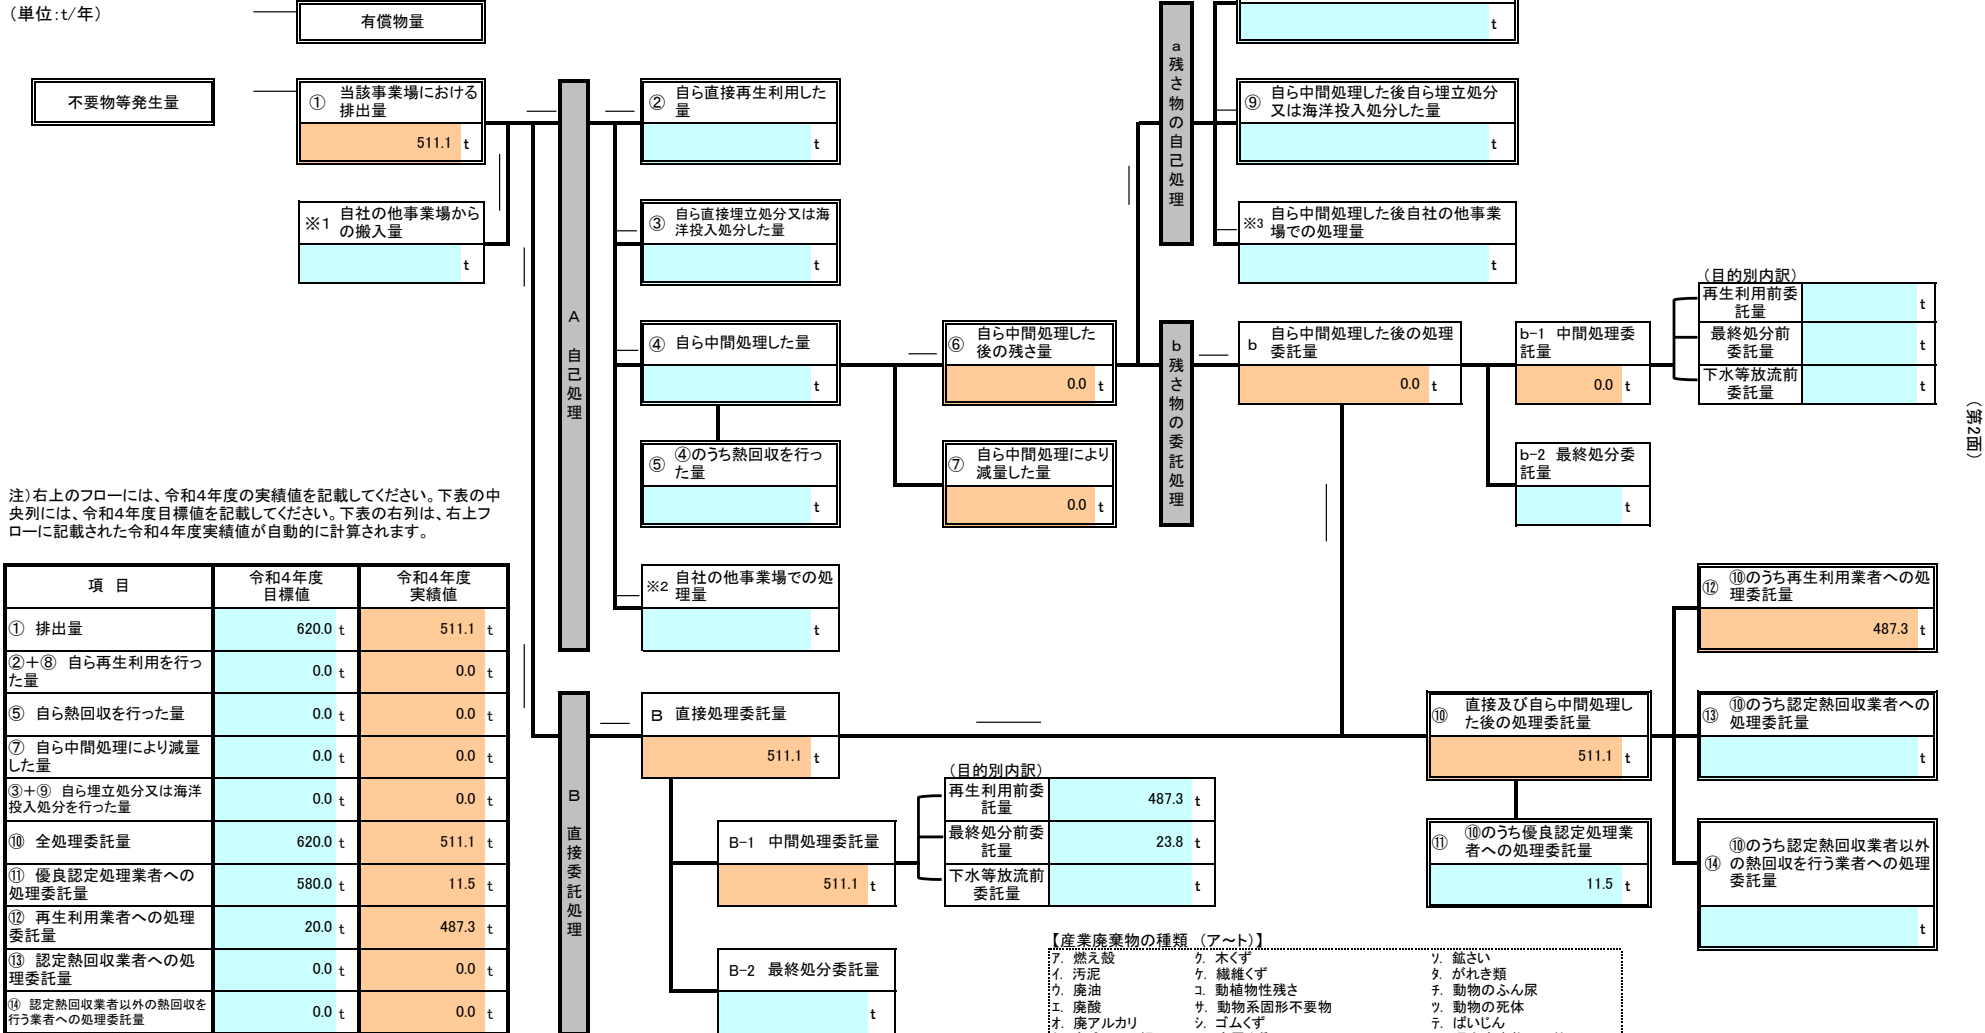 （単位：t/年）
有償物量
t
不要物等発生量
① 当該事業場における
排出量
511.1 t
※1 自社の他事業場から
の搬入量
t
A 自己処理
② 自ら直接再生利用した
量
t
③ 自ら直接埋立処分又は海
洋投入処分した量
t
④ 自ら中間処理した量
t
⑤ ④のうち熱回収を行っ
た量
t
※2 自社の他事業場での処
理量
t
⑥ 自ら中間処理した
後の残さ量
0.0 t
⑦ 自ら中間処理により
減量した量
0.0 t
a 残さ物の自己処理
⑨ 自ら中間処理した後自ら埋立処分
又は海洋投入処分した量
t
※3 自ら中間処理した後自社の他事業
場での処理量
t
b 残さ物の委託処理
b 自ら中間処理した後の処理
委託量
0.0 t
b-1 中間処理委
託量
0.0 t
b-2 最終処分委
託量
t
（目的別内訳）
再生利用前委
託量
t
最終処分前
委託量
t
下水等放流前
委託量
t
（第2面）
注）右上のフローには、令和４年度の実績値を記載してください。下表の中
央列には、令和４年度目標値を記載してください。下表の右列は、右上フ
ローに記載された令和４年度実績値が自動的に計算されます。
項 目 令和４年度
目標値 令和４年度
実績値
① 排出量 620.0 t 511.1 t
②＋⑧ 自ら再生利用を行っ
た量 0.0 t 0.0 t
⑤ 自ら熱回収を行った量 0.0 t 0.0 t
⑦ 自ら中間処理により減量
した量 0.0 t 0.0 t
③＋⑨ 自ら埋立処分又は海洋
投入処分を行った量 0.0 t 0.0 t
⑩ 全処理委託量 620.0 t 511.1 t
⑪ 優良認定処理業者への
処理委託量 580.0 t 11.5 t
⑫ 再生利用業者への処理
委託量 20.0 t 487.3 t
⑬ 認定熱回収業者への処
理委託量 0.0 t 0.0 t
⑭ 認定熱回収業者以外の熱回収を
行う業者への処理委託量 0.0 t 0.0 t
B 直接委託処理
B 直接処理委託量
511.1 t
B-1 中間処理委託量
511.1 t
B-2 最終処分委託量
t
（目的別内訳）
再生利用前委
託量
487.3 t
最終処分前委
託量
23.8 t
下水等放流前
委託量
t
⑩ 直接及び自ら中間処理し
た後の処理委託量
511.1 t
⑪ ⑩のうち優良認定処理業
者への処理委託量
11.5 t
⑫ ⑩のうち再生利用業者への処
理委託量
487.3 t
⑬ ⑩のうち認定熱回収業者への
処理委託量
t
⑭ ⑩のうち認定熱回収業者以外
の熱回収を行う業者への処理
委託量
t
【産業廃棄物の種類 （ア～ト）】
ア. 燃え殻 ク. 木くず ソ. 鉱さい
イ. 汚泥 ケ. 繊維くず タ. がれき類
ウ. 廃油 コ. 動植物性残さ チ. 動物のふん尿
エ. 廃酸 サ. 動物系固形不要物 ツ. 動物の死体
オ. 廃アルカリ シ. ゴムくず テ. ばいじん